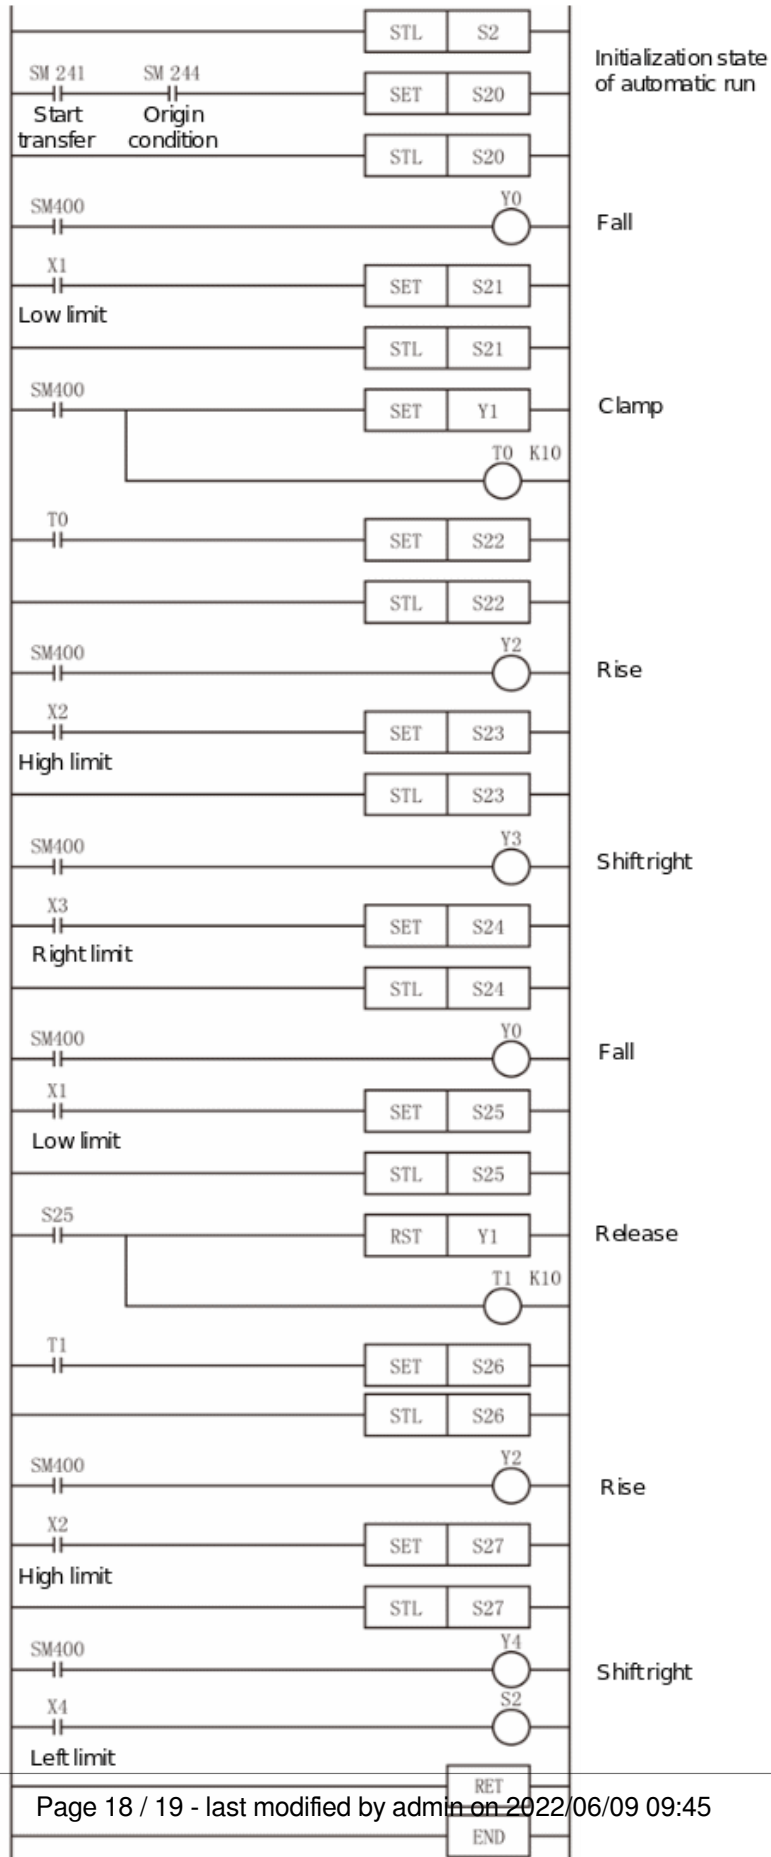 STL S2
Initialization state
of automatic run
SM 241 SM 244
SET S20
Start Origin
transfer condition
STL S20
SM400 Y0
Fall
X1
SET S21
Low limit
STL S21
SM400
SET Y1 Clamp
T0 K10
T0
SET S22
STL S22
SM400 Y2
Rise
X2
SET S23
High limit
STL S23
SM400 Y3
Shift right
X3
SET S24
Right limit
STL S24
SM400 Y0
Fall
X1
SET S25
Low limit
STL S25
S25
RST Y1 Release
T1 K10
T1
SET S26
STL S26
SM400 Y2
Rise
X2
SET S27
High limit
STL S27
SM400 Y4
Shift right
X4 S2
Left limit
RET
Page 18 / 19 - last modified by admin on 2022/06/09 09:45
END